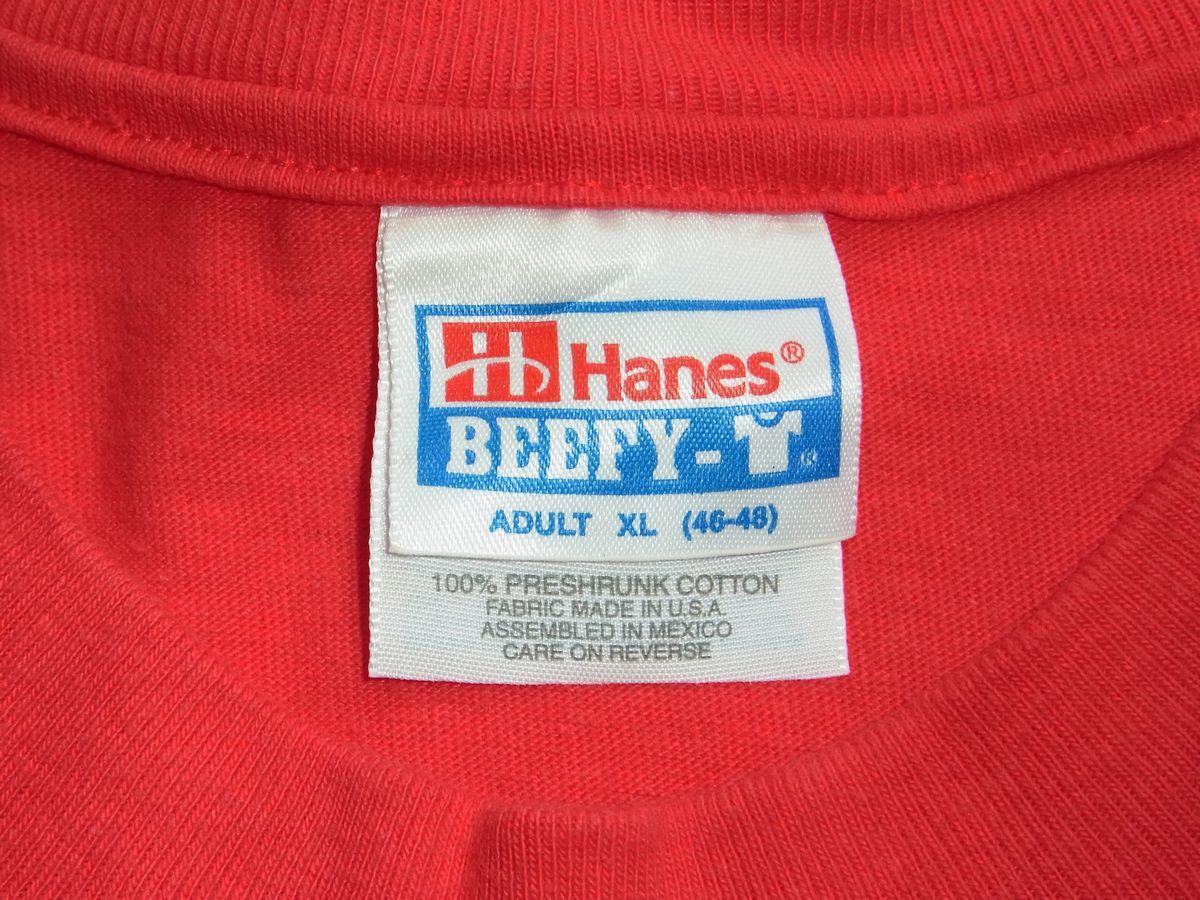 H Hanes®
BEEFY-T
ADULT XL (46-48)
100% PRESHRUNK COTTON
FABRIC MADE IN U.S.A.
ASSEMBLED IN MEXICO
CARE ON REVERSE